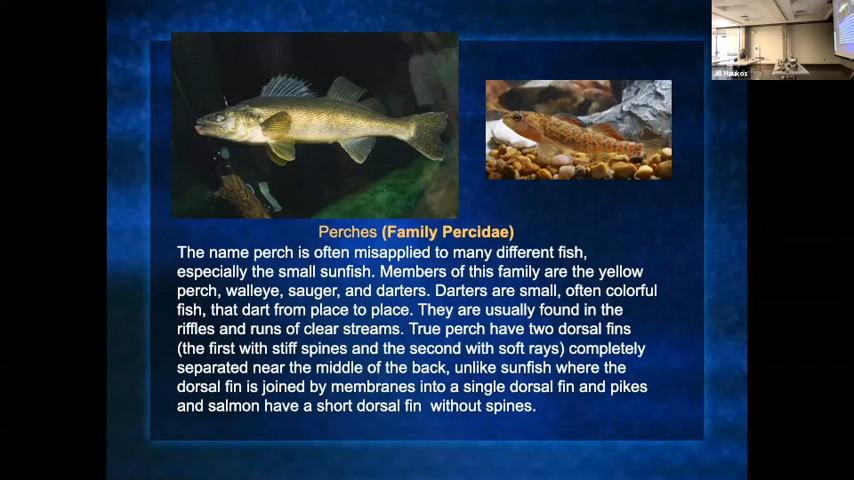 Jill Haukos
Perches (Family Percidae)
The name perch is often misapplied to many different fish,
especially the small sunfish. Members of this family are the yellow
perch, walleye, sauger, and darters. Darters are small, often colorful
fish, that dart from place to place. They are usually found in the
riffles and runs of clear streams. True perch have two dorsal fins
(the first with stiff spines and the second with soft rays) completely
separated near the middle of the back, unlike sunfish where the
dorsal fin is joined by membranes into a single dorsal fin and pikes
and salmon have a short dorsal fin without spines.